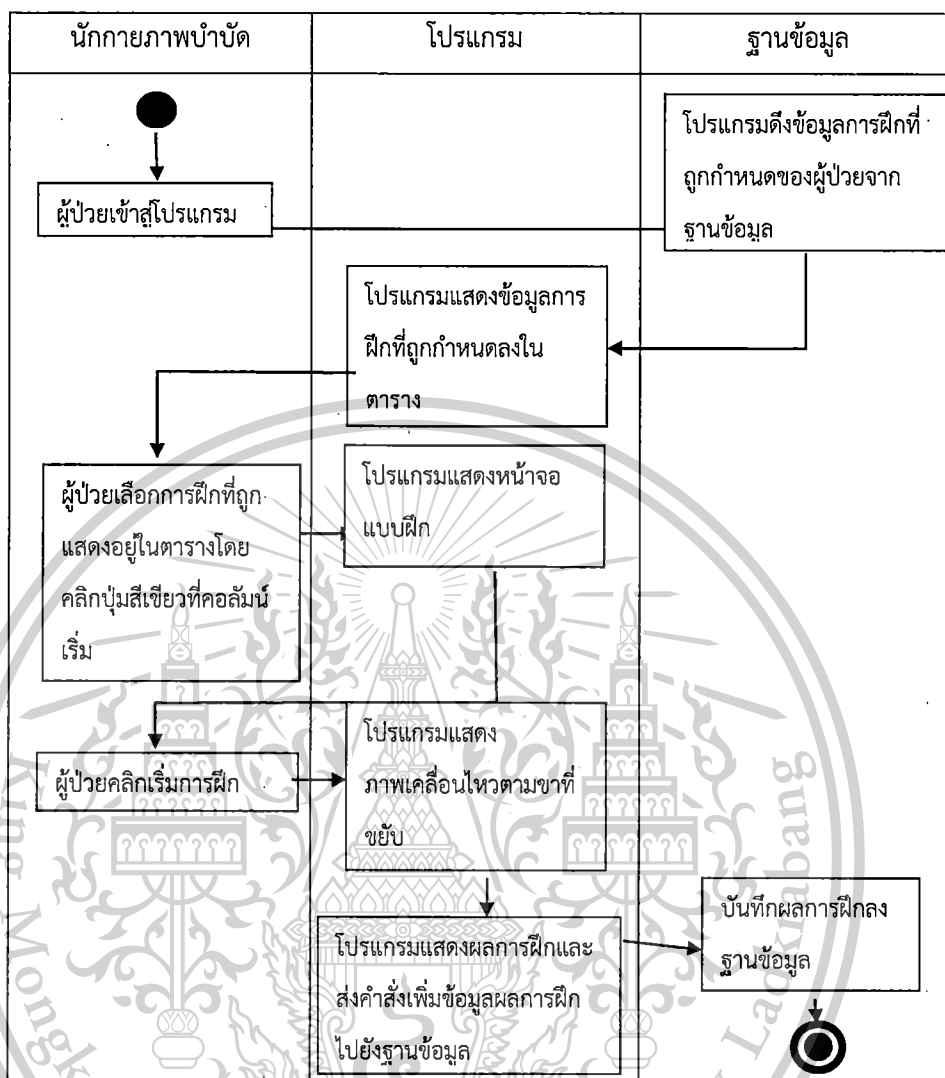 นักกายภาพบำบัด
โปรแกรม
ฐานข้อมูล
โปรแกรมดึงข้อมูลการฝึกที่
ถูกกำหนดของผู้ป่วยจาก
ฐานข้อมูล
ผู้ป่วยเข้าสู่โปรแกรม
โปรแกรมแสดงข้อมูลการ
ฝึกที่ถูกกำหนดลงใน
ตาราง
ผู้ป่วยเลือกการฝึกที่ถูก
แสดงอยู่ในตารางโดย
คลิกปุ่มสีเขียวที่คอลัมน์
เริ่ม
โปรแกรมแสดงหน้าจอ
แบบฝึก
ผู้ป่วยคลิกเริ่มการฝึก
โปรแกรมแสดง
ภาพเคลื่อนไหวตามขาที่
ขยับ
โปรแกรมแสดงผลการฝึกและ
ส่งคำสั่งเพิ่มข้อมูลผลการฝึก
ไปยังฐานข้อมูล
บันทึกผลการฝึกลง
ฐานข้อมูล
King Mongk
Ladkrabang